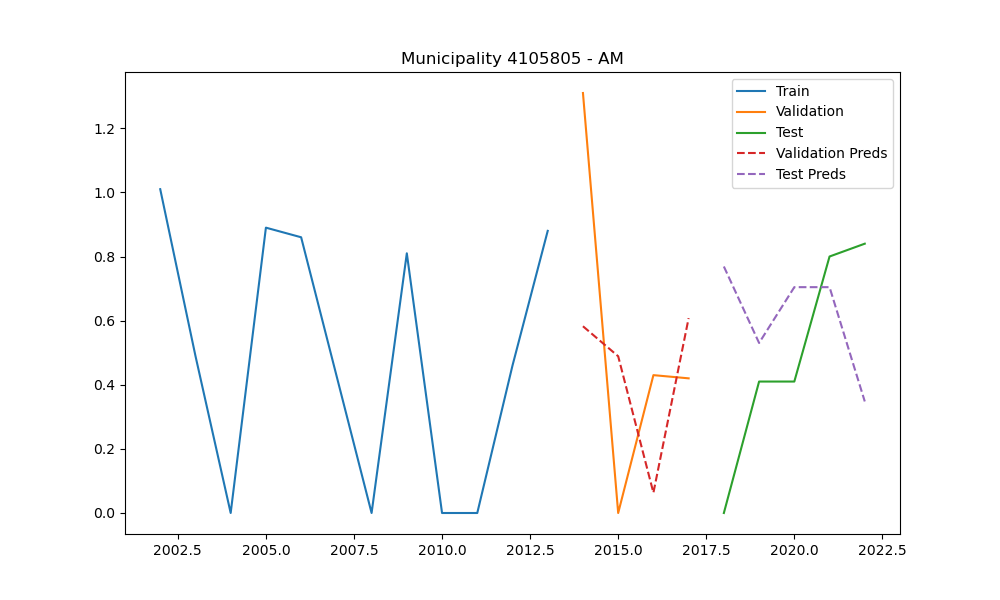 Municipality 4105805 - AM
Train
Validation
Test
Validation Preds
Test Preds
1.2
1.0
0.8
0.6
0.4
0.2
0.0
2002.5 2005.0 2007.5 2010.0 2012.5 2015.0 2017.5 2020.0 2022.5